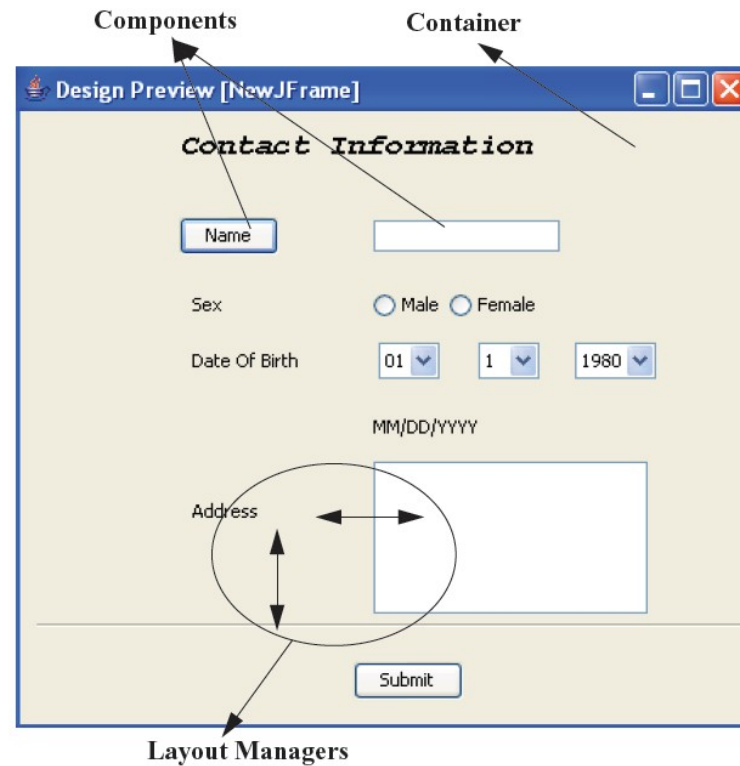 Components
Container
Design Preview [NewJFrame]
Contact Information
Name
Sex
Male
Female
Date Of Birth
01
1
1980
MM/DD/YYYY
Address
Submit
Layout Managers